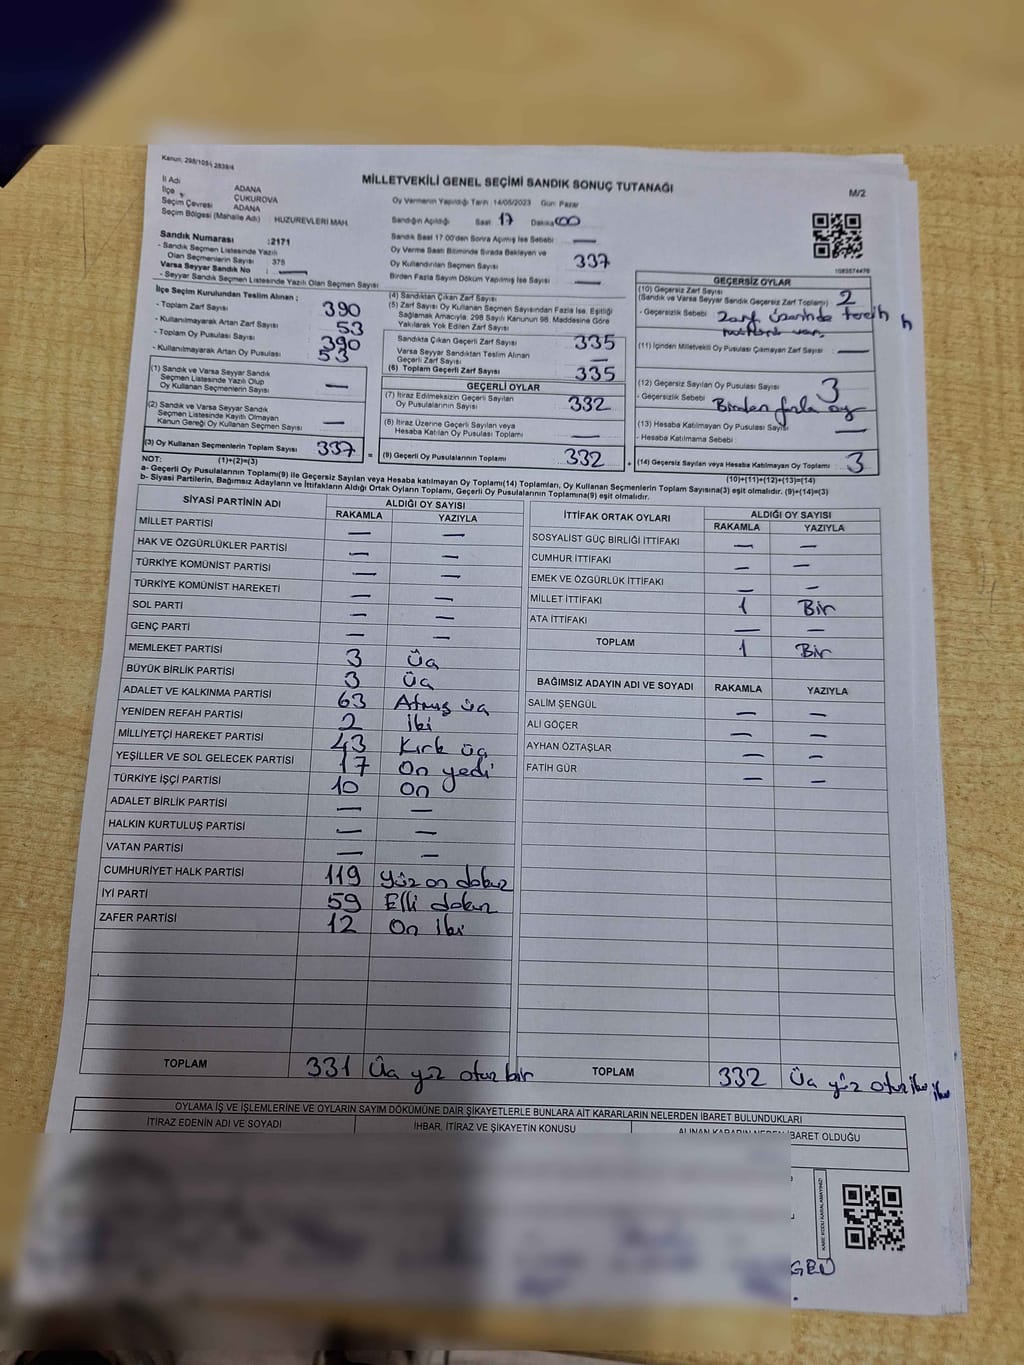 Kanun; 298/105-1, 2839/4
MİLLETVEKİLİ GENEL SEÇİMİ SANDIK SONUÇ TUTANAĞI
M/2
İl Adı ADANA
İlçe ÇUKUROVA
Seçim Çevresi ADANA
Seçim Bölgesi (Mahalle Adı) : HUZUREVLERİ MAH.
Oy Vermenin Yapıldığı Tarih 14/05/2023 Gün: Pazar
Sandığın Açıldığı Saat 17 Dakika 00
Sandık Numarası :2171
- Sandık Seçmen Listesinde Yazılı
Olan Seçmenlerin Sayısı 375
Varsa Seyyar Sandık No : —
- Seyyar Sandık Seçmen Listesinde Yazılı Olan Seçmen Sayısı
Sandık Saat 17.00'den Sonra Açılmış İse Sebebi : —
Oy Verme Saati Bitiminde Sırada Bekleyen ve
Oy Kullandırılan Seçmen Sayısı 337
Birden Fazla Sayım Döküm Yapılmış İse Sayısı : —
1083574476
İlçe Seçim Kurulundan Teslim Alınan ;
- Toplam Zarf Sayısı 390
- Kullanılmayarak Artan Zarf Sayısı 53
- Toplam Oy Pusulası Sayısı 390
- Kullanılmayarak Artan Oy Pusulası 53
(1) Sandık ve Varsa Seyyar Sandık
Seçmen Listesinde Yazılı Olup
Oy Kullanan Seçmenlerin Sayısı —
(2) Sandık ve Varsa Seyyar Sandık
Seçmen Listesinde Kayıtlı Olmayan
Kanun Gereği Oy Kullanan Seçmen Sayısı —
(3) Oy Kullanan Seçmenlerin Toplam Sayısı 337
(4) Sandıktan Çıkan Zarf Sayısı
(5) Zarf Sayısı Oy Kullanan Seçmen Sayısından Fazla İse, Eşitliği
Sağlamak Amacıyla, 298 Sayılı Kanunun 98. Maddesine Göre
Yakılarak Yok Edilen Zarf Sayısı
Sandıkta Çıkan Geçerli Zarf Sayısı 335
Varsa Seyyar Sandıktan Teslim Alınan
Geçerli Zarf Sayısı —
(6) Toplam Geçerli Zarf Sayısı 335
GEÇERLİ OYLAR
(7) İtiraz Edilmeksizin Geçerli Sayılan
Oy Pusulalarının Sayısı 332
(8) İtiraz Üzerine Geçerli Sayılan veya
Hesaba Katılan Oy Pusulası Toplamı —
= (9) Geçerli Oy Pusulalarının Toplamı 332
GEÇERSİZ OYLAR
(10) Geçersiz Zarf Sayısı
(Sandık ve Varsa Seyyar Sandık Geçersiz Zarf Toplamı) : 2
- Geçersizlik Sebebi Zarf üzerinde tercih
var.
(11) İçinden Milletvekili Oy Pusulası Çıkmayan Zarf Sayısı : —
(12) Geçersiz Sayılan Oy Pusulası Sayısı 3
- Geçersizlik Sebebi Birden fazla oy
(13) Hesaba Katılmayan Oy Pusulası Sayısı —
- Hesaba Katılmama Sebebi :
+ (14) Geçersiz Sayılan veya Hesaba Katılmayan Oy Toplamı 3
NOT: (1)+(2)=(3) (10)+(11)+(12)+(13)=(14)
a- Geçerli Oy Pusulalarının Toplamı(9) ile Geçersiz Sayılan veya Hesaba Katılmayan Oy Toplamı(14) Toplamları, Oy Kullanan Seçmenlerin Toplam Sayısına(3) eşit olmalıdır. (9)+(14)=(3)
b- Siyasi Partilerin, Bağımsız Adayların ve İttifakların Aldığı Ortak Oyların Toplamı, Geçerli Oy Pusulalarının Toplamına(9) eşit olmalıdır.
SİYASİ PARTİNİN ADI ALDIĞI OY SAYISI
RAKAMLA YAZIYLA
MİLLET PARTİSİ — —
HAK VE ÖZGÜRLÜKLER PARTİSİ — —
TÜRKİYE KOMÜNİST PARTİSİ — —
TÜRKİYE KOMÜNİST HAREKETİ — —
SOL PARTİ — —
GENÇ PARTİ — —
MEMLEKET PARTİSİ 3 Üç
BÜYÜK BİRLİK PARTİSİ 3 Üç
ADALET VE KALKINMA PARTİSİ 63 Atmış üç
YENİDEN REFAH PARTİSİ 2 İki
MİLLİYETÇİ HAREKET PARTİSİ 43 Kırk üç
YEŞİLLER VE SOL GELECEK PARTİSİ 17 On yedi
TÜRKİYE İŞÇİ PARTİSİ 10 On
ADALET BİRLİK PARTİSİ — —
HALKIN KURTULUŞ PARTİSİ — —
VATAN PARTİSİ — —
CUMHURİYET HALK PARTİSİ 119 Yüz on dokuz
İYİ PARTİ 59 Elli dokuz
ZAFER PARTİSİ 12 On iki
TOPLAM 331 Üç yüz otuz bir
İTTİFAK ORTAK OYLARI ALDIĞI OY SAYISI
RAKAMLA YAZIYLA
SOSYALİST GÜÇ BİRLİĞİ İTTİFAKI — —
CUMHUR İTTİFAKI — —
EMEK VE ÖZGÜRLÜK İTTİFAKI — —
MİLLET İTTİFAKI 1 Bir
ATA İTTİFAKI — —
TOPLAM 1 Bir
BAĞIMSIZ ADAYIN ADI VE SOYADI RAKAMLA YAZIYLA
SALİM ŞENGÜL — —
ALİ GÖÇER — —
AYHAN ÖZTAŞLAR — —
FATİH GÜR — —
TOPLAM 332 Üç yüz otuz iki
OYLAMA İŞ VE İŞLEMLERİNE VE OYLARIN SAYIM DÖKÜMÜNE DAİR ŞİKAYETLERLE BUNLARA AİT KARARLARIN NELERDEN İBARET BULUNDUKLARI
İTİRAZ EDENİN ADI VE SOYADI İHBAR, İTİRAZ VE ŞİKAYETİN KONUSU ALINAN KARARIN NEDEN İBARET OLDUĞU
KARE KODU KARALAMAYINIZ!